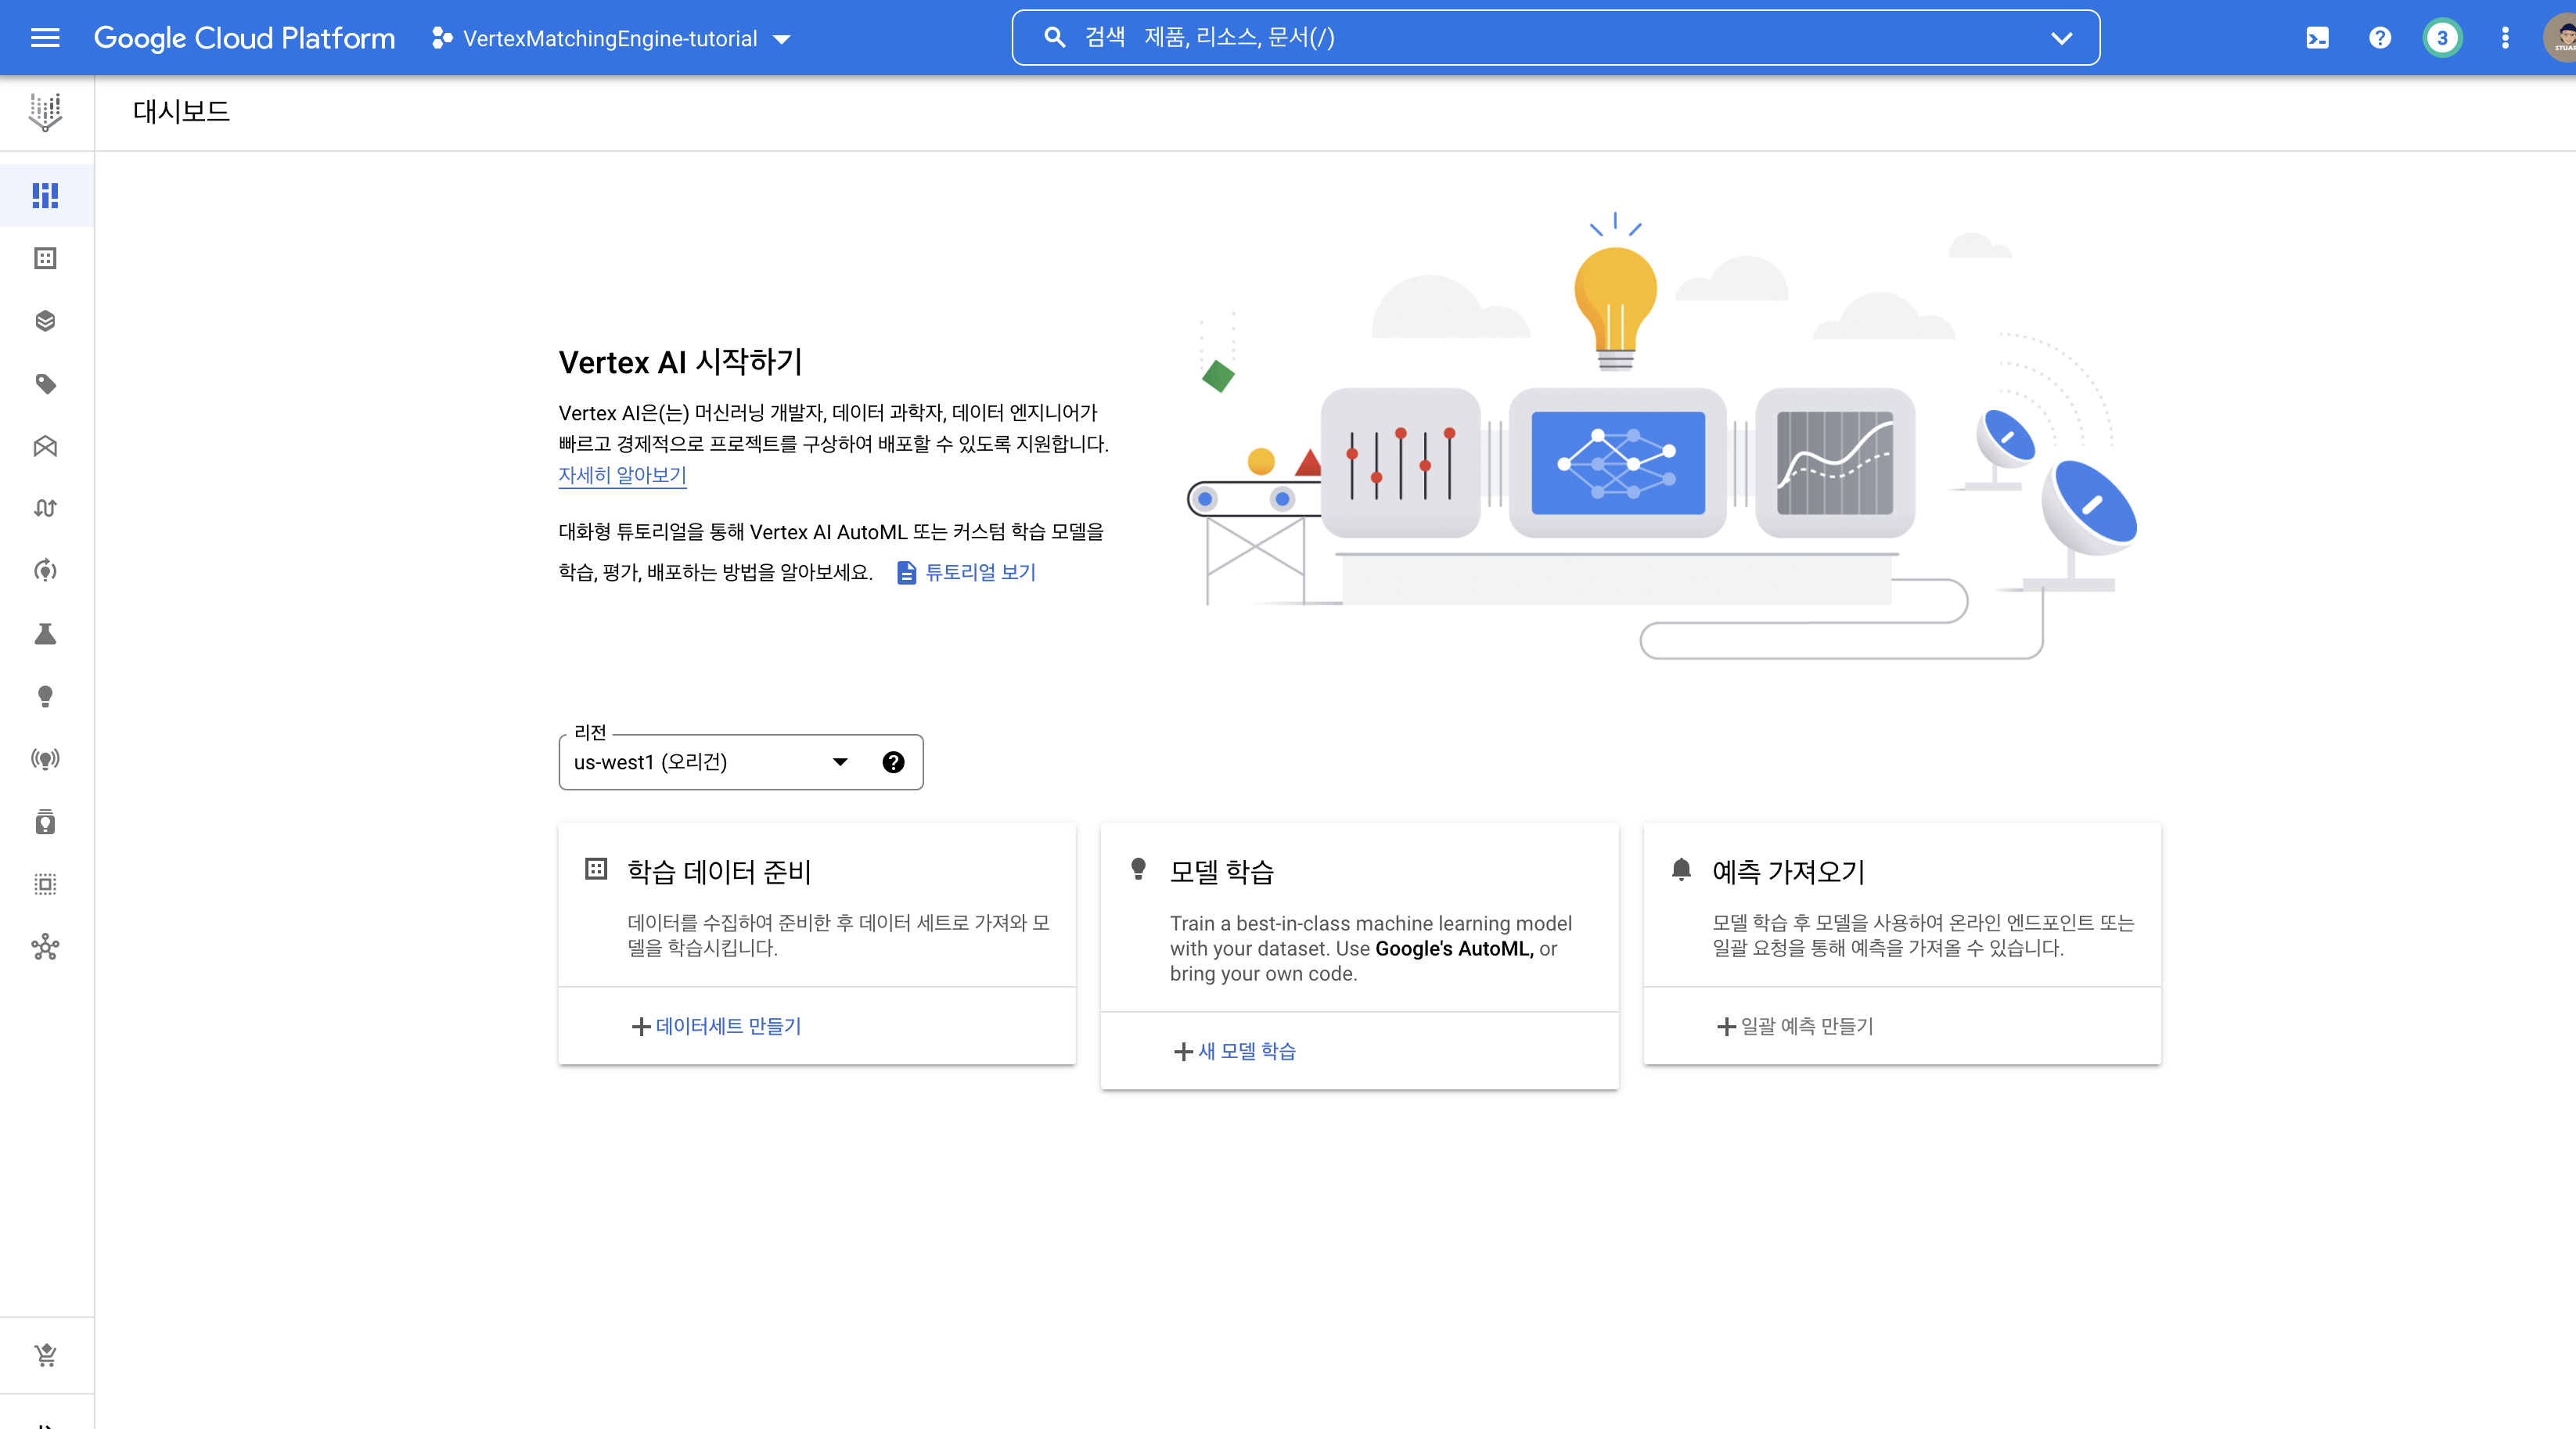 Google Cloud Platform
VertexMatchingEngine-tutorial
검색 제품, 리소스, 문서(/)
3
대시보드
Vertex AI 시작하기
Vertex AI은(는) 머신러닝 개발자, 데이터 과학자, 데이터 엔지니어가
빠르고 경제적으로 프로젝트를 구상하여 배포할 수 있도록 지원합니다.
자세히 알아보기
대화형 튜토리얼을 통해 Vertex AI AutoML 또는 커스텀 학습 모델을
학습, 평가, 배포하는 방법을 알아보세요. 튜토리얼 보기
리전
us-west1 (오리건)
학습 데이터 준비
데이터를 수집하여 준비한 후 데이터 세트로 가져와 모
델을 학습시킵니다.
데이터세트 만들기
모델 학습
Train a best-in-class machine learning model
with your dataset. Use Google's AutoML, or
bring your own code.
새 모델 학습
예측 가져오기
모델 학습 후 모델을 사용하여 온라인 엔드포인트 또는
일괄 요청을 통해 예측을 가져올 수 있습니다.
일괄 예측 만들기